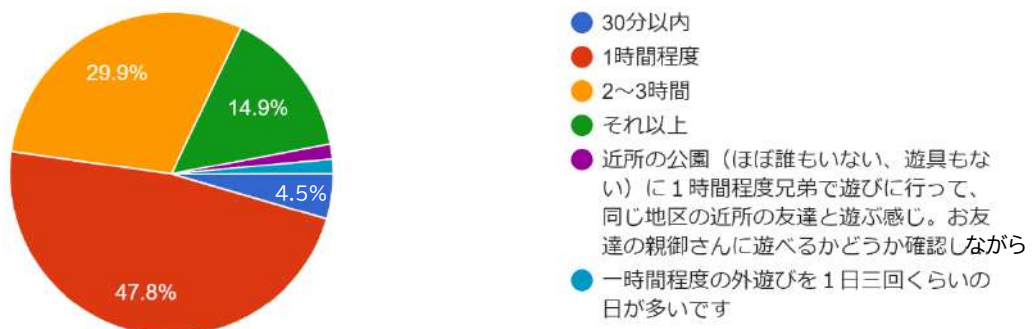 29.9%
14.9%
4.5%
47.8%
30分以内
1時間程度
2〜3時間
それ以上
近所の公園（ほぼ誰もいない、遊具もな
い）に１時間程度兄弟で遊びに行って、
同じ地区の近所の友達と遊ぶ感じ。お友
達の親御さんに遊べるかどうか確認しながら
一時間程度の外遊びを１日三回くらいの
日が多いです